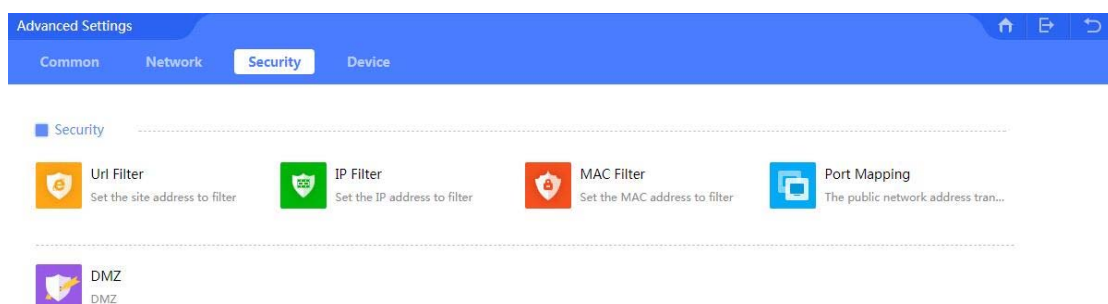 Advanced Settings
Common Network Security Device
Security
Url Filter
Set the site address to filter
IP Filter
Set the IP address to filter
MAC Filter
Set the MAC address to filter
Port Mapping
The public network address tran...
DMZ
DMZ